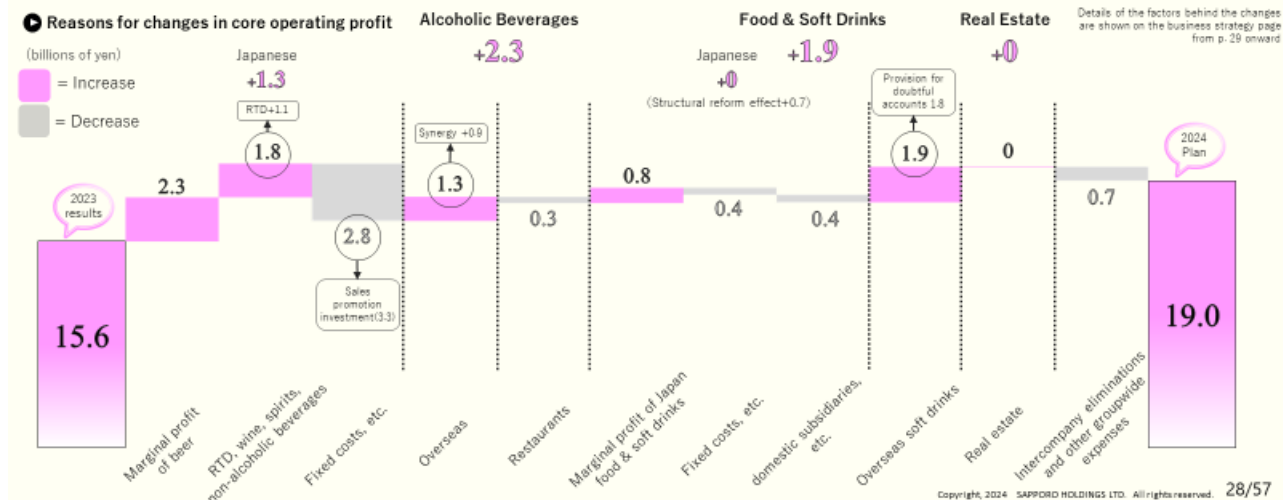 Reasons for changes in core operating profit
(billions of yen)
= Increase
= Decrease
Alcoholic Beverages
+2.3
Food & Soft Drinks
+1.9
Real Estate
+0
Details of the factors behind the changes
are shown on the business strategy page
from p. 29 onward
Japanese
+1.3
Japanese
+0
(Structural reform effect+0.7)
RTD+1.1
Synergy +0.9
Provision for
doubtful
accounts 1.8
2023
results
15.6
2.3
1.8
2.8
Sales
promotion
investment(3.3)
1.3
0.3
0.8
0.4
0.4
1.9
0
0.7
2024
Plan
19.0
Marginal profit
of beer
RTD, wine, spirits,
non-alcoholic beverages
Fixed costs, etc.
Overseas
Restaurants
Marginal profit of Japan
food & soft drinks
Fixed costs, etc.
domestic subsidiaries,
etc.
Overseas soft drinks
Real estate
Intercompany eliminations
and other groupwide
expenses
Copyright, 2024 SAPPORO HOLDINGS LTD. All rights reserved.
28/57